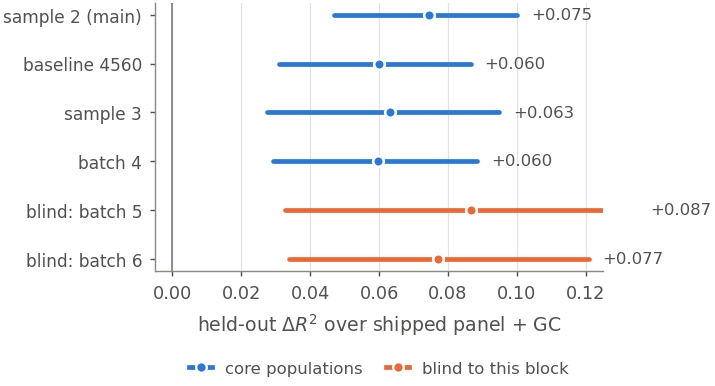 sample 2 (main) +0.075
baseline 4560 +0.060
sample 3 +0.063
batch 4 +0.060
blind: batch 5 +0.087
blind: batch 6 +0.077
0.00 0.02 0.04 0.06 0.08 0.10 0.12
held-out ΔR² over shipped panel + GC
core populations blind to this block